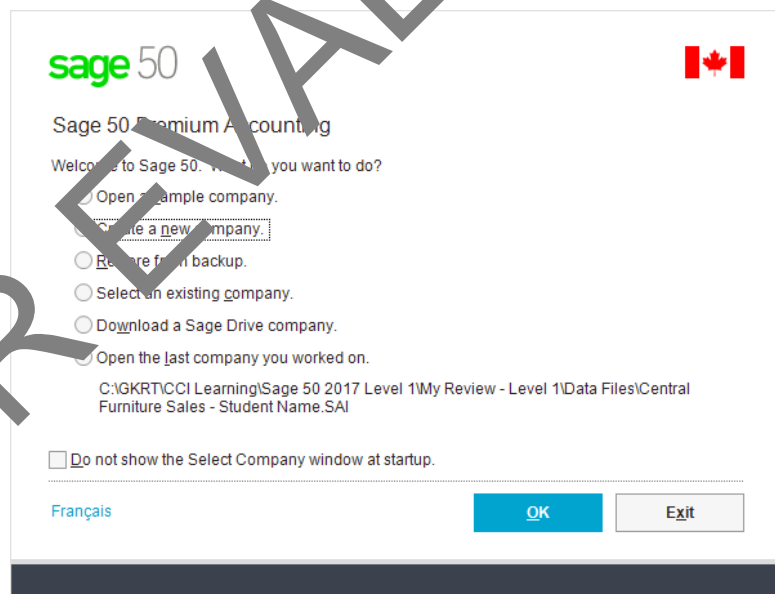 sage 50
Sage 50 Premium Accounting
Welcome to Sage 50. What do you want to do?
Open a sample company.
Create a new company.
Restore from backup.
Select an existing company.
Download a Sage Drive company.
Open the last company you worked on.
C:\GKRT\CCI Learning\Sage 50 2017 Level 1\My Review - Level 1\Data Files\Central
Furniture Sales - Student Name.SAI
Do not show the Select Company window at startup.
Français
OK
Exit